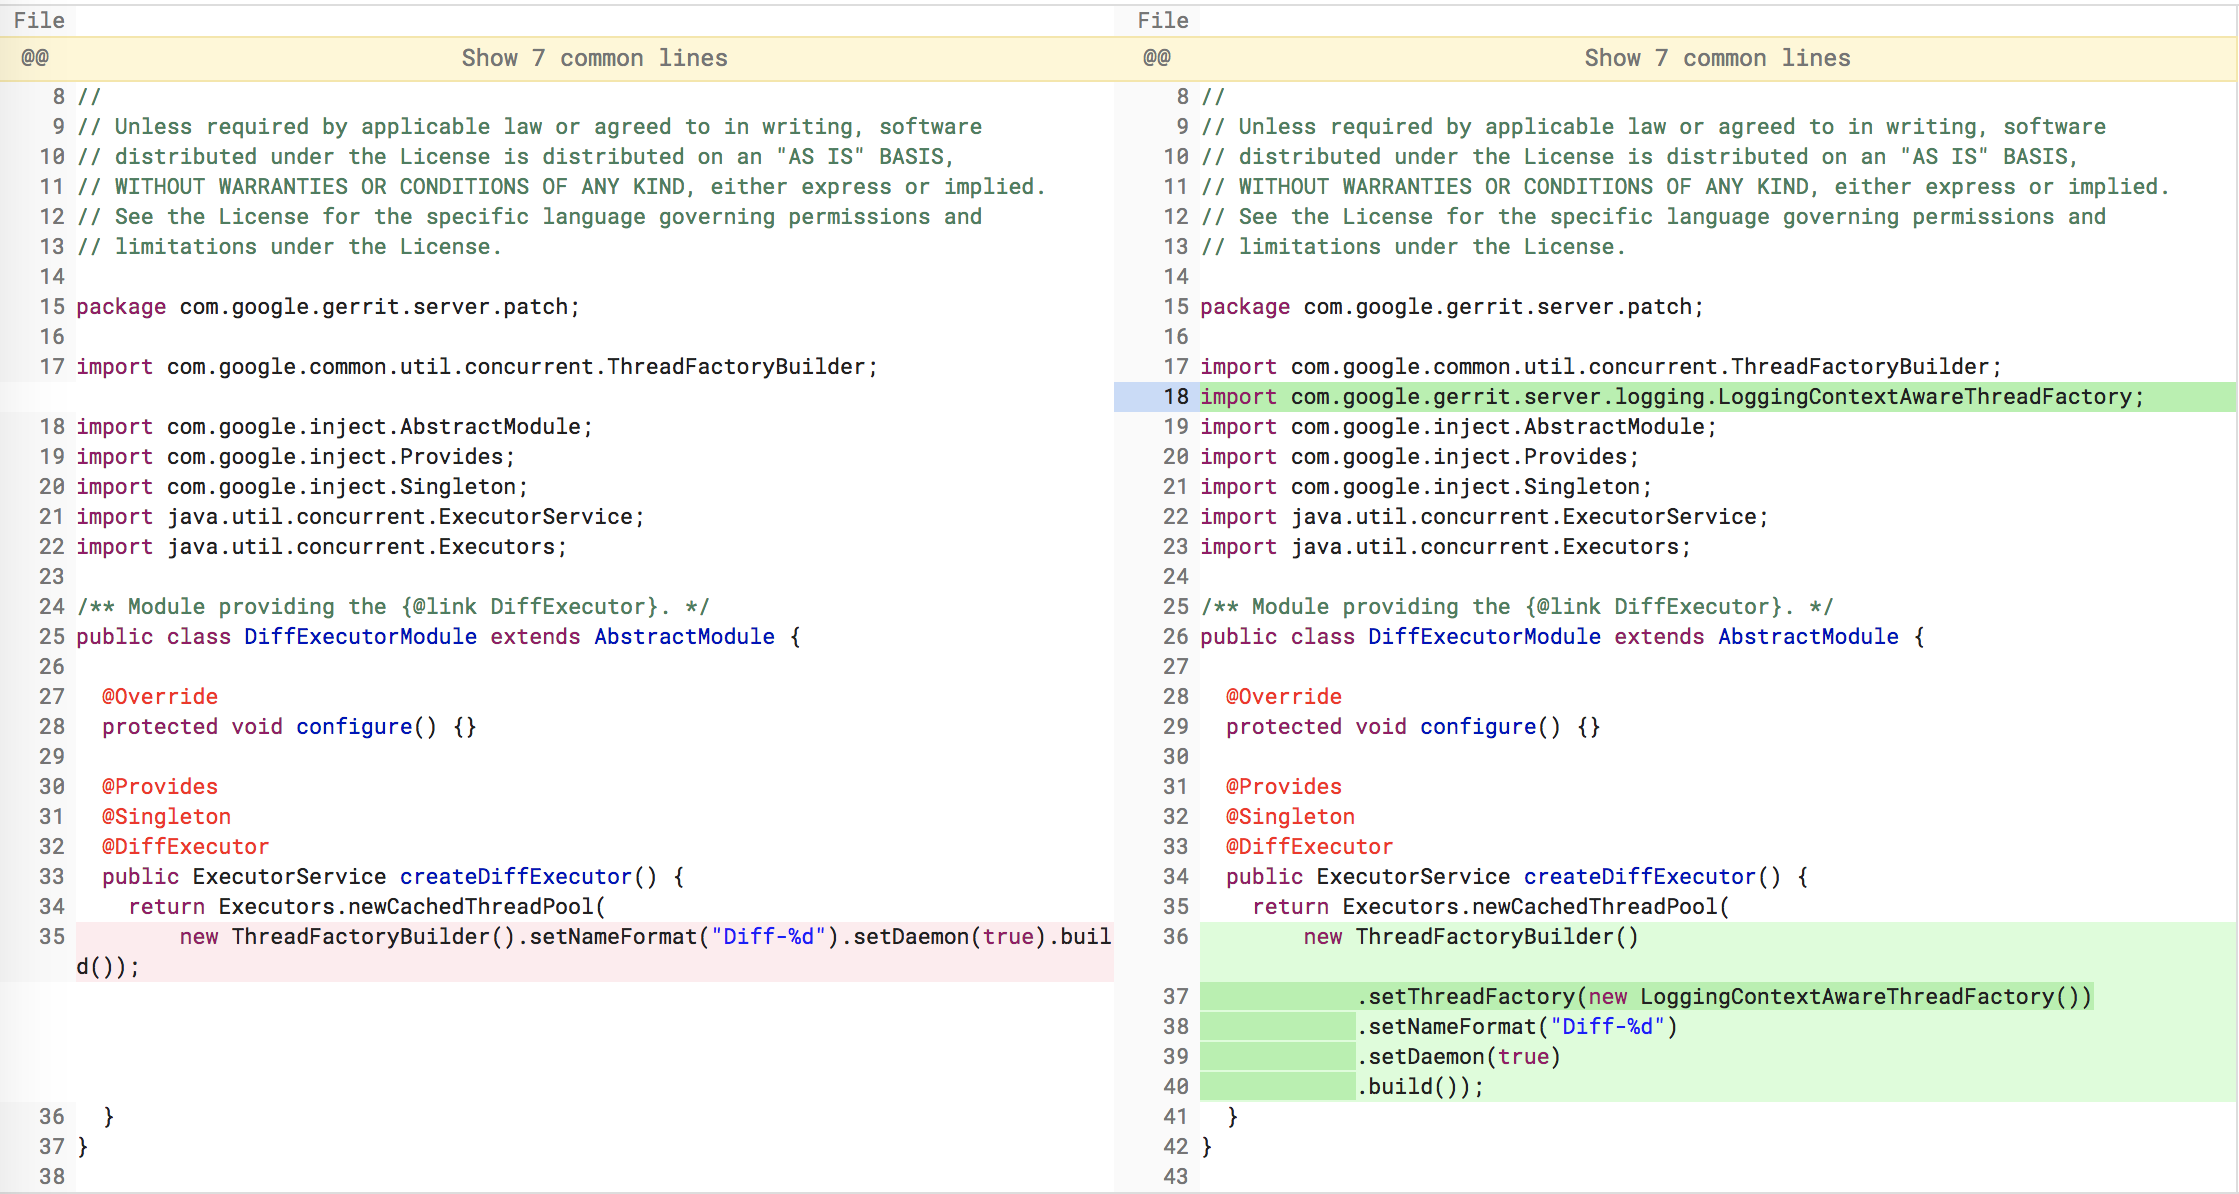 File
@@ Show 7 common lines
8 //
9 // Unless required by applicable law or agreed to in writing, software
10 // distributed under the License is distributed on an "AS IS" BASIS,
11 // WITHOUT WARRANTIES OR CONDITIONS OF ANY KIND, either express or implied.
12 // See the License for the specific language governing permissions and
13 // limitations under the License.
14
15 package com.google.gerrit.server.patch;
16
17 import com.google.common.util.concurrent.ThreadFactoryBuilder;
18 import com.google.inject.AbstractModule;
19 import com.google.inject.Provides;
20 import com.google.inject.Singleton;
21 import java.util.concurrent.ExecutorService;
22 import java.util.concurrent.Executors;
23
24 /** Module providing the {@link DiffExecutor}. */
25 public class DiffExecutorModule extends AbstractModule {
26
27   @Override
28   protected void configure() {}
29
30   @Provides
31   @Singleton
32   @DiffExecutor
33   public ExecutorService createDiffExecutor() {
34     return Executors.newCachedThreadPool(
35         new ThreadFactoryBuilder().setNameFormat("Diff-%d").setDaemon(true).buil
d());
36   }
37 }
38
File
@@ Show 7 common lines
8 //
9 // Unless required by applicable law or agreed to in writing, software
10 // distributed under the License is distributed on an "AS IS" BASIS,
11 // WITHOUT WARRANTIES OR CONDITIONS OF ANY KIND, either express or implied.
12 // See the License for the specific language governing permissions and
13 // limitations under the License.
14
15 package com.google.gerrit.server.patch;
16
17 import com.google.common.util.concurrent.ThreadFactoryBuilder;
18 import com.google.gerrit.server.logging.LoggingContextAwareThreadFactory;
19 import com.google.inject.AbstractModule;
20 import com.google.inject.Provides;
21 import com.google.inject.Singleton;
22 import java.util.concurrent.ExecutorService;
23 import java.util.concurrent.Executors;
24
25 /** Module providing the {@link DiffExecutor}. */
26 public class DiffExecutorModule extends AbstractModule {
27
28   @Override
29   protected void configure() {}
30
31   @Provides
32   @Singleton
33   @DiffExecutor
34   public ExecutorService createDiffExecutor() {
35     return Executors.newCachedThreadPool(
36         new ThreadFactoryBuilder()
37             .setThreadFactory(new LoggingContextAwareThreadFactory())
38             .setNameFormat("Diff-%d")
39             .setDaemon(true)
40             .build());
41   }
42 }
43